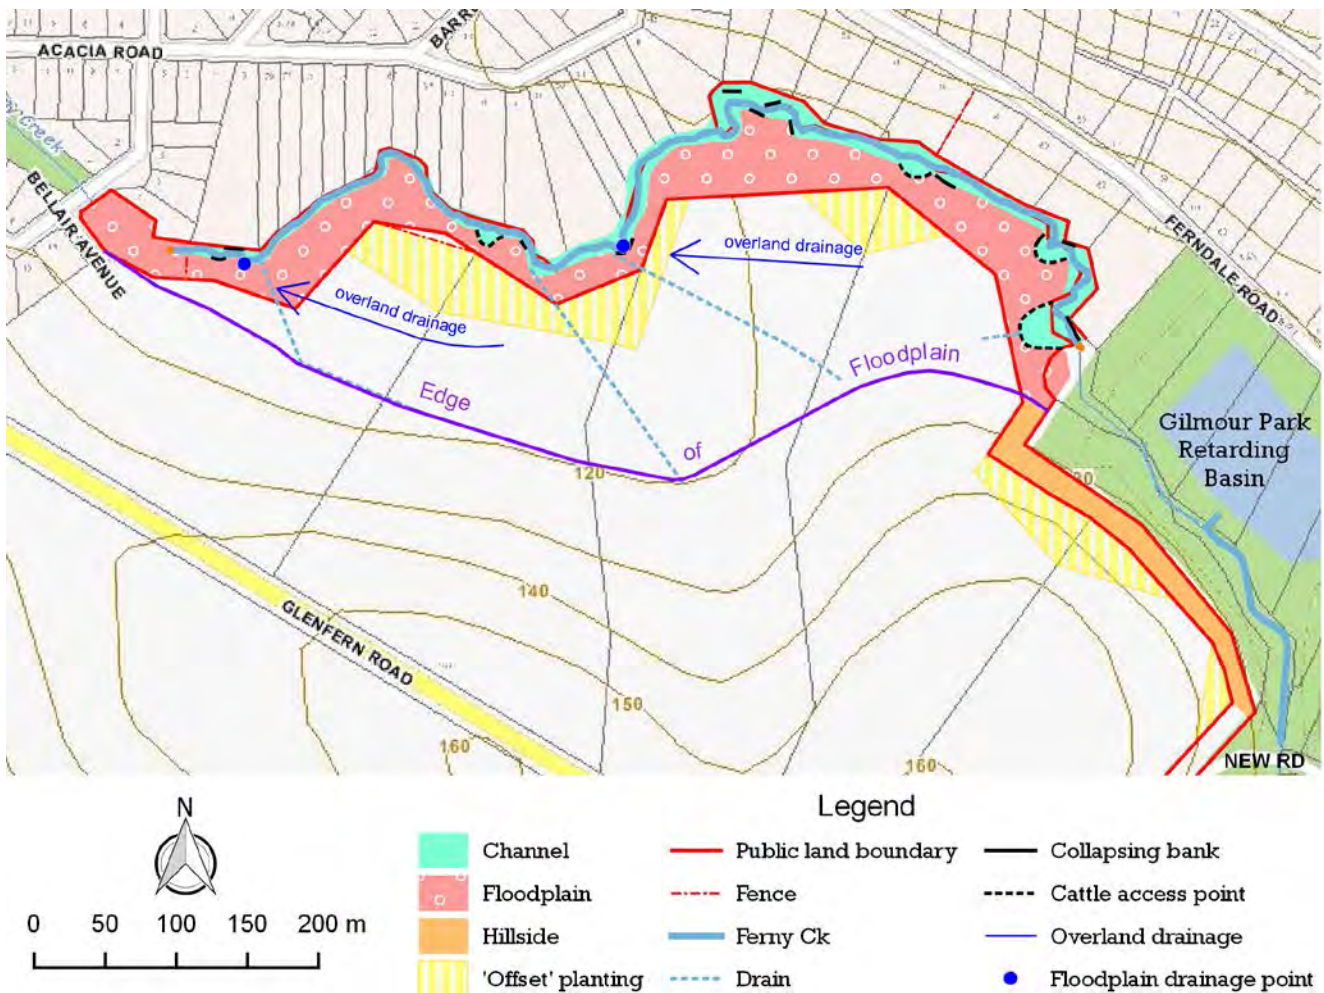 ACACIA ROAD
BARR
Creek
BELLAIR AVENUE
overland drainage
overland drainage
FERNDALE ROAD
Edge
of
Floodplain
Gilmour Park
Retarding
Basin
120
140
150
160
160
GLENFERN ROAD
NEW RD
N
0 50 100 150 200 m
Legend
Channel
Floodplain
Hillside
'Offset' planting
Public land boundary
Fence
Ferny Ck
Drain
Collapsing bank
Cattle access point
Overland drainage
Floodplain drainage point